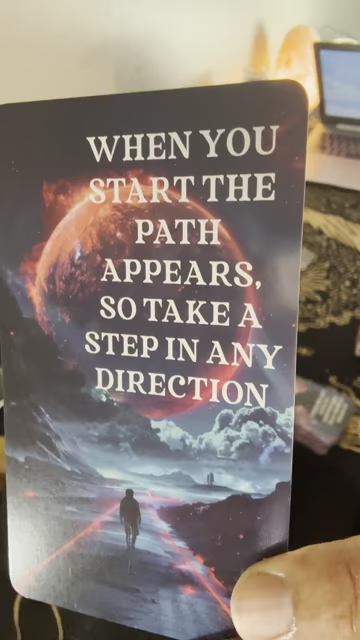 WHEN YOU
START THE
PATH
APPEARS,
SO TAKE A
STEP IN ANY
DIRECTION